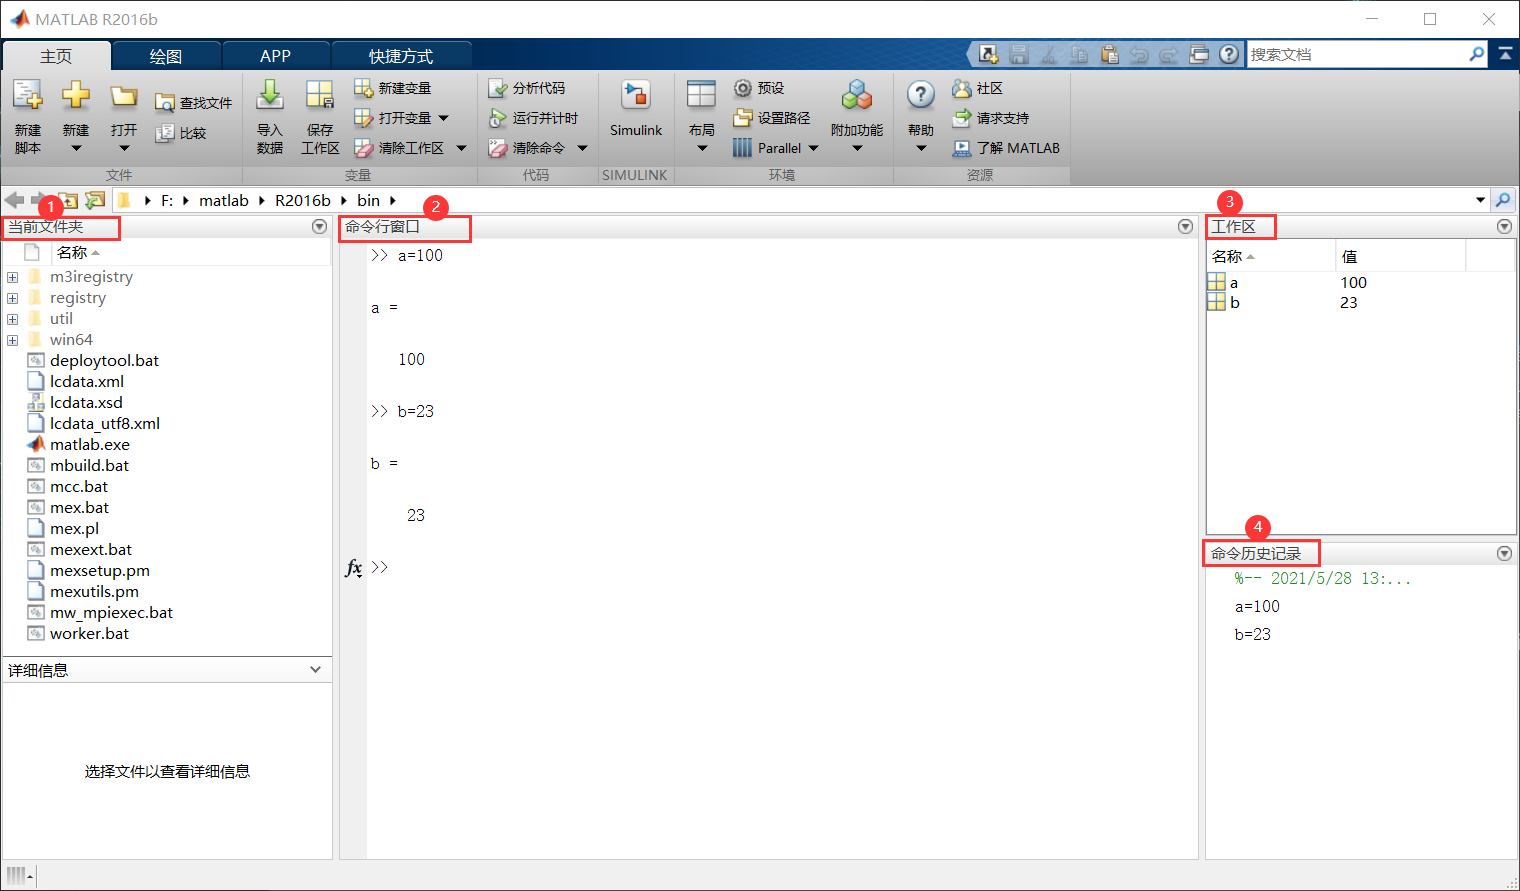 MATLAB R2016b
主页 绘图 APP 快捷方式 搜索文档
新建脚本 新建 打开 查找文件 比较 导入数据 保存工作区 新建变量 打开变量 清除工作区 分析代码 运行并计时 清除命令 Simulink 布局 预设 设置路径 Parallel 附加功能 帮助 社区 请求支持 了解 MATLAB
文件 变量 代码 SIMULINK 环境 资源
F: matlab R2016b bin
1
当前文件夹
名称
m3iregistry
registry
util
win64
deploytool.bat
lcdata.xml
lcdata.xsd
lcdata_utf8.xml
matlab.exe
mbuild.bat
mcc.bat
mex.bat
mex.pl
mexext.bat
mexsetup.pm
mexutils.pm
mw_mpiexec.bat
worker.bat
详细信息
选择文件以查看详细信息
2
命令行窗口
>> a=100
a =
100
>> b=23
b =
23
fx >>
3
工作区
名称 值
a 100
b 23
4
命令历史记录
%-- 2021/5/28 13:...
a=100
b=23